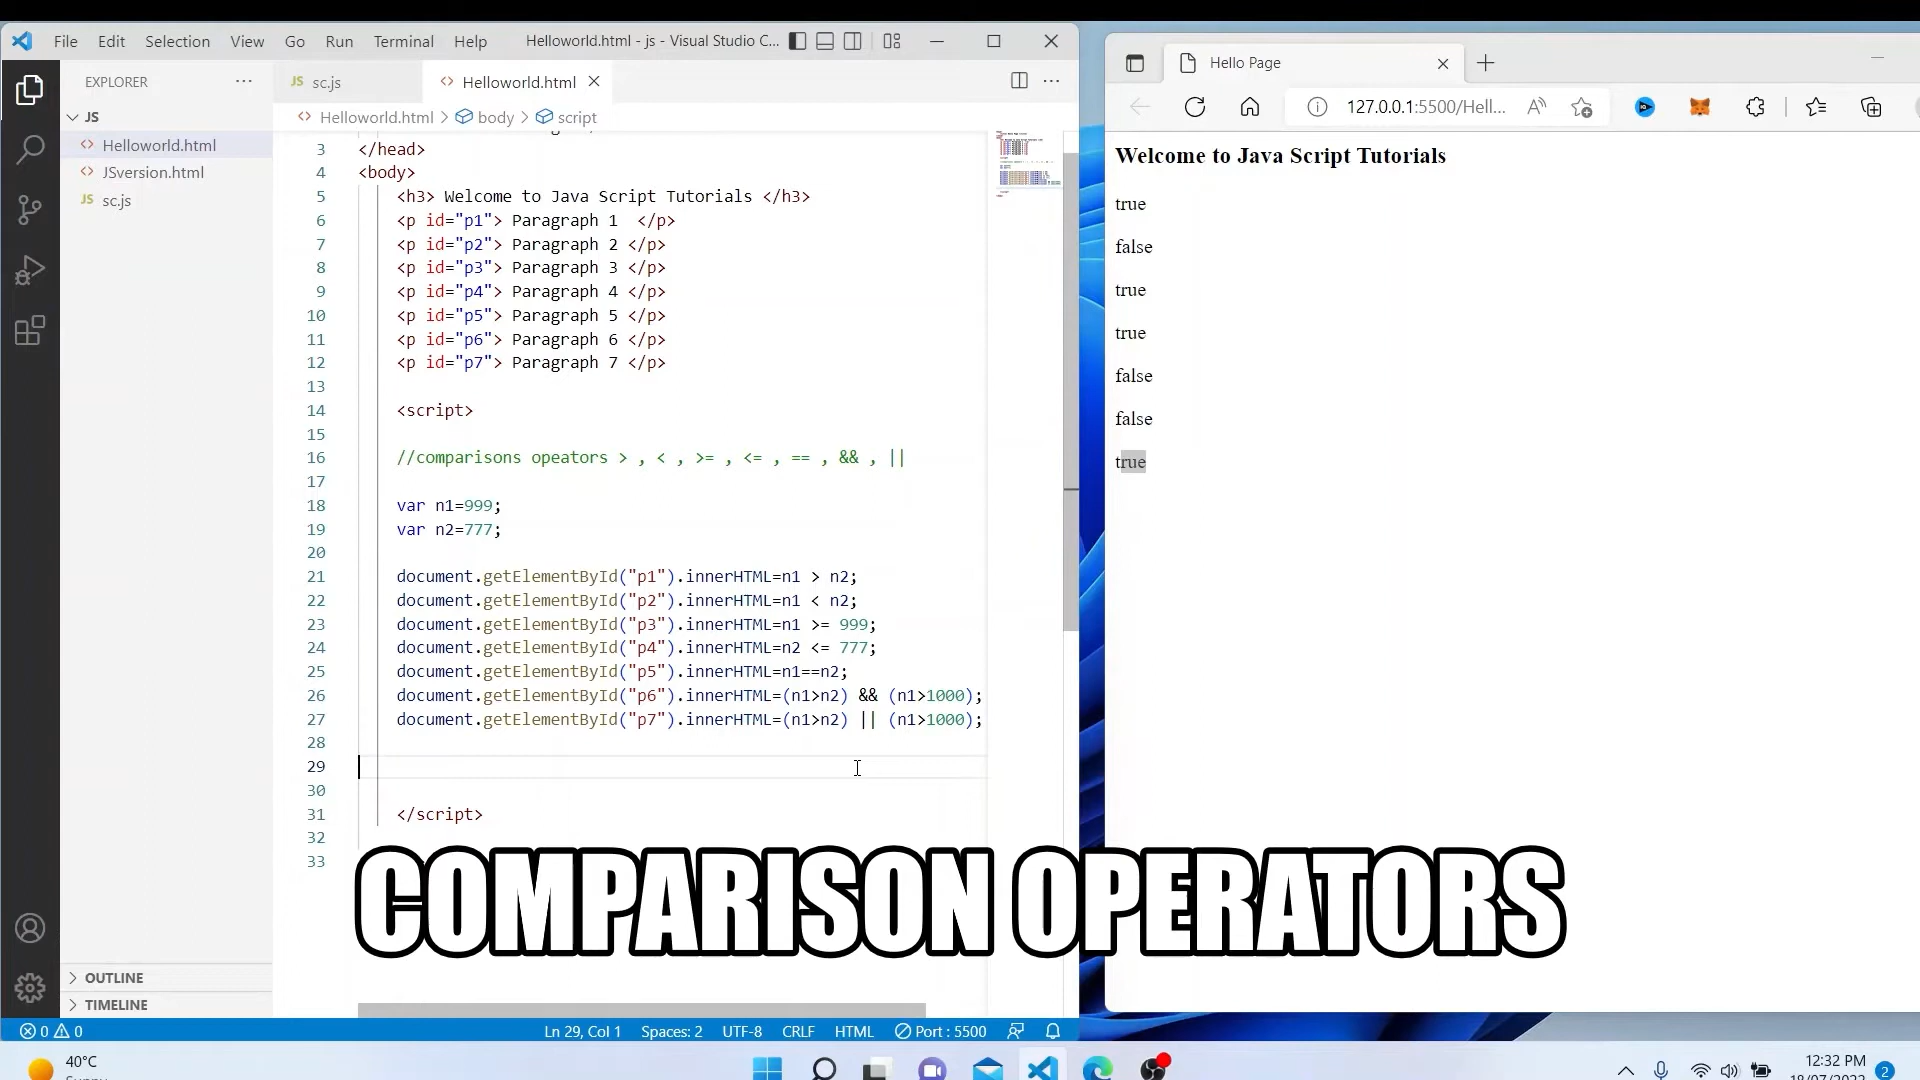 File Edit Selection View Go Run Terminal Help Helloworld.html - js - Visual Studio C...
EXPLORER
JS sc.js
Helloworld.html
JS
Helloworld.html > body > script
Helloworld.html
JSversion.html
JS sc.js
3 </head>
4 <body>
5 <h3> Welcome to Java Script Tutorials </h3>
6 <p id="p1"> Paragraph 1  </p>
7 <p id="p2"> Paragraph 2 </p>
8 <p id="p3"> Paragraph 3 </p>
9 <p id="p4"> Paragraph 4 </p>
10 <p id="p5"> Paragraph 5 </p>
11 <p id="p6"> Paragraph 6 </p>
12 <p id="p7"> Paragraph 7 </p>
13
14 <script>
15
16 //comparisons opeators > , < , >= , <= , == , && , ||
17
18 var n1=999;
19 var n2=777;
20
21 document.getElementById("p1").innerHTML=n1 > n2;
22 document.getElementById("p2").innerHTML=n1 < n2;
23 document.getElementById("p3").innerHTML=n1 >= 999;
24 document.getElementById("p4").innerHTML=n2 <= 777;
25 document.getElementById("p5").innerHTML=n1==n2;
26 document.getElementById("p6").innerHTML=(n1>n2) && (n1>1000);
27 document.getElementById("p7").innerHTML=(n1>n2) || (n1>1000);
28
29
30
31 </script>
32
33
OUTLINE
TIMELINE
0 0 Ln 29, Col 1 Spaces: 2 UTF-8 CRLF HTML Port : 5500
Hello Page
127.0.0.1:5500/Hell...
Welcome to Java Script Tutorials
true
false
true
true
false
false
true
COMPARISON OPERATORS
40°C
12:32 PM
2